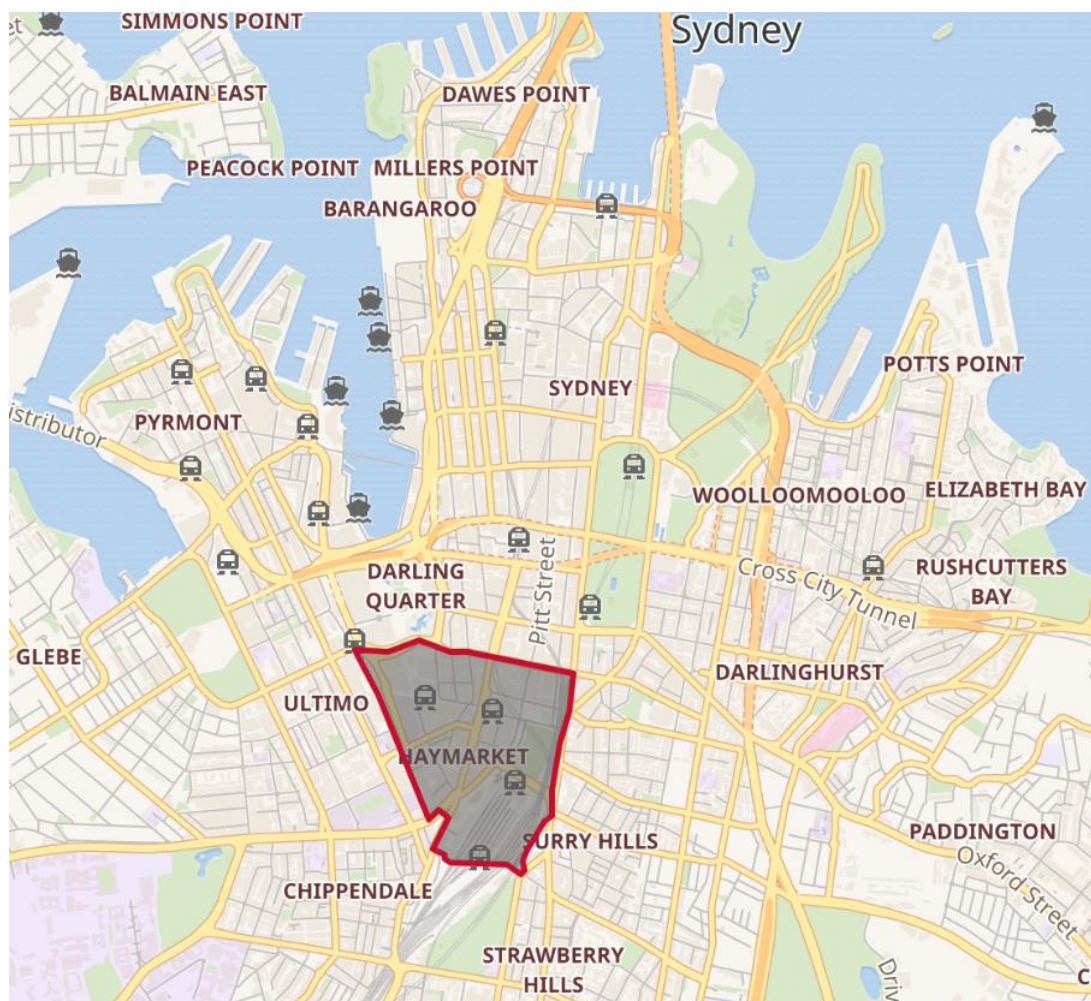 SIMMONS POINT
Sydney
BALMAIN EAST
DAWES POINT
PEACOCK POINT
MILLERS POINT
BARANGAROO
POTTS POINT
SYDNEY
PYRMONT
istributor
WOOLLOOMOOLOO
ELIZABETH BAY
Pitt Street
Cross City Tunnel
RUSHCUTTERS
BAY
DARLING
QUARTER
GLEBE
DARLINGHURST
ULTIMO
HAYMARKET
SURRY HILLS
PADDINGTON
Oxford Street
CHIPPENDALE
STRAWBERRY
HILLS
Driv
C